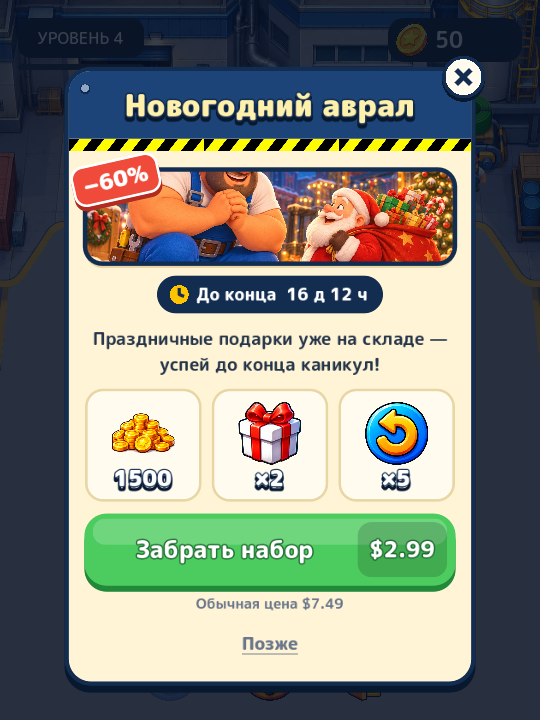 УРОВЕНЬ 4
50
Новогодний аврал
−60%
До конца 16 д 12 ч
Праздничные подарки уже на складе —
успей до конца каникул!
1500
×2
×5
Забрать набор $2.99
Обычная цена $7.49
Позже